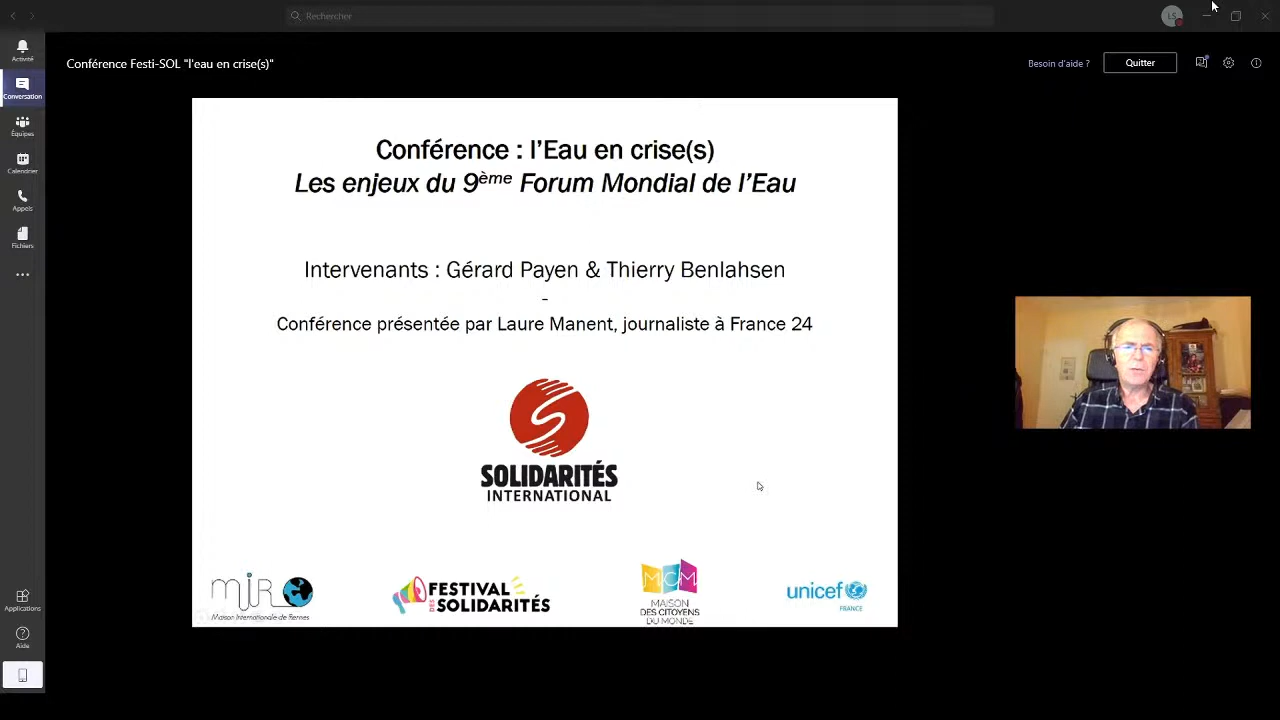 Rechercher
LS
Activité
Conversation
Équipes
Calendrier
Appels
Fichiers
Applications
Aide
Conférence Festi-SOL "l'eau en crise(s)"
Besoin d'aide ?
Quitter
Conférence : l'Eau en crise(s)
Les enjeux du 9ème Forum Mondial de l'Eau
Intervenants : Gérard Payen & Thierry Benlahsen
-
Conférence présentée par Laure Manent, journaliste à France 24
SOLIDARITÉS
INTERNATIONAL
MIR
Maison Internationale de Rennes
FESTIVAL
DES SOLIDARITÉS
MCM
MAISON
DES CITOYENS
DU MONDE
unicef
FRANCE